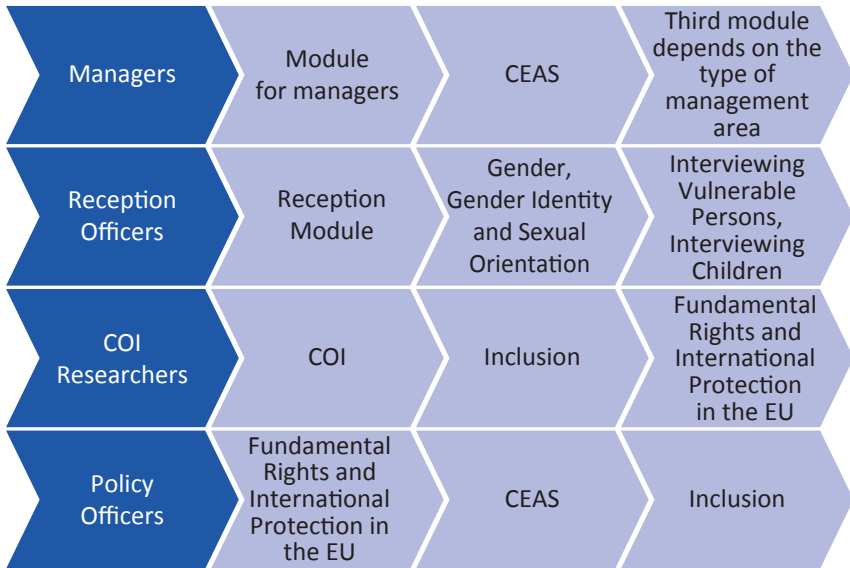 Managers
Module
for managers
CEAS
Third module
depends on the
type of
management
area
Reception
Officers
Reception
Module
Gender,
Gender Identity
and Sexual
Orientation
Interviewing
Vulnerable
Persons,
Interviewing
Children
COI
Researchers
COI
Inclusion
Fundamental
Rights and
International
Protection
in the EU
Policy
Officers
Fundamental
Rights and
International
Protection in
the EU
CEAS
Inclusion